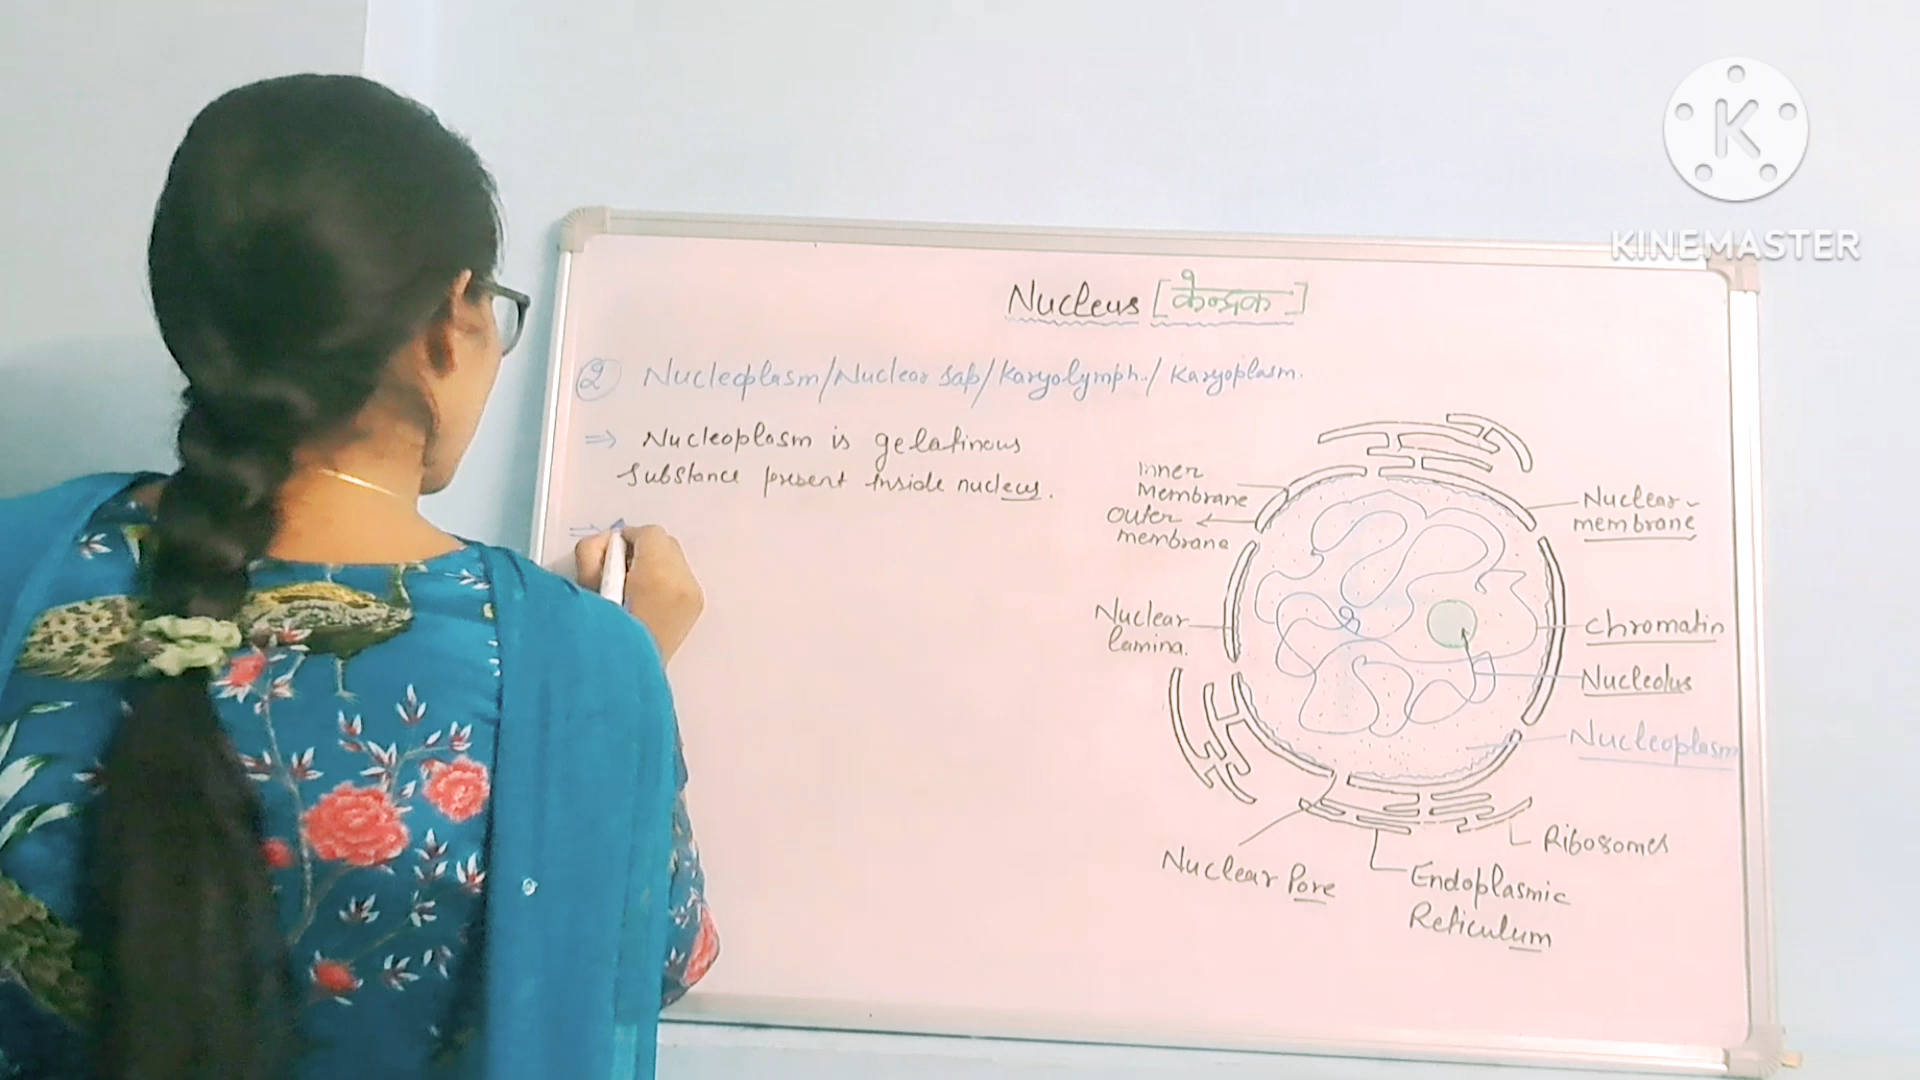 Nucleus [केन्द्रक]
② Nucleoplasm/Nuclear sap/Karyolymph./Karyoplasm.
⇒ Nucleoplasm is gelatinous
substance present inside nucleus.
⇒
Inner
Membrane
Outer
membrane
Nuclear
lamina.
Nuclear-
membrane
Chromatin
Nucleolus
Nucleoplasm
Ribosomes
Endoplasmic
Reticulum
Nuclear Pore
K
KINEMASTER